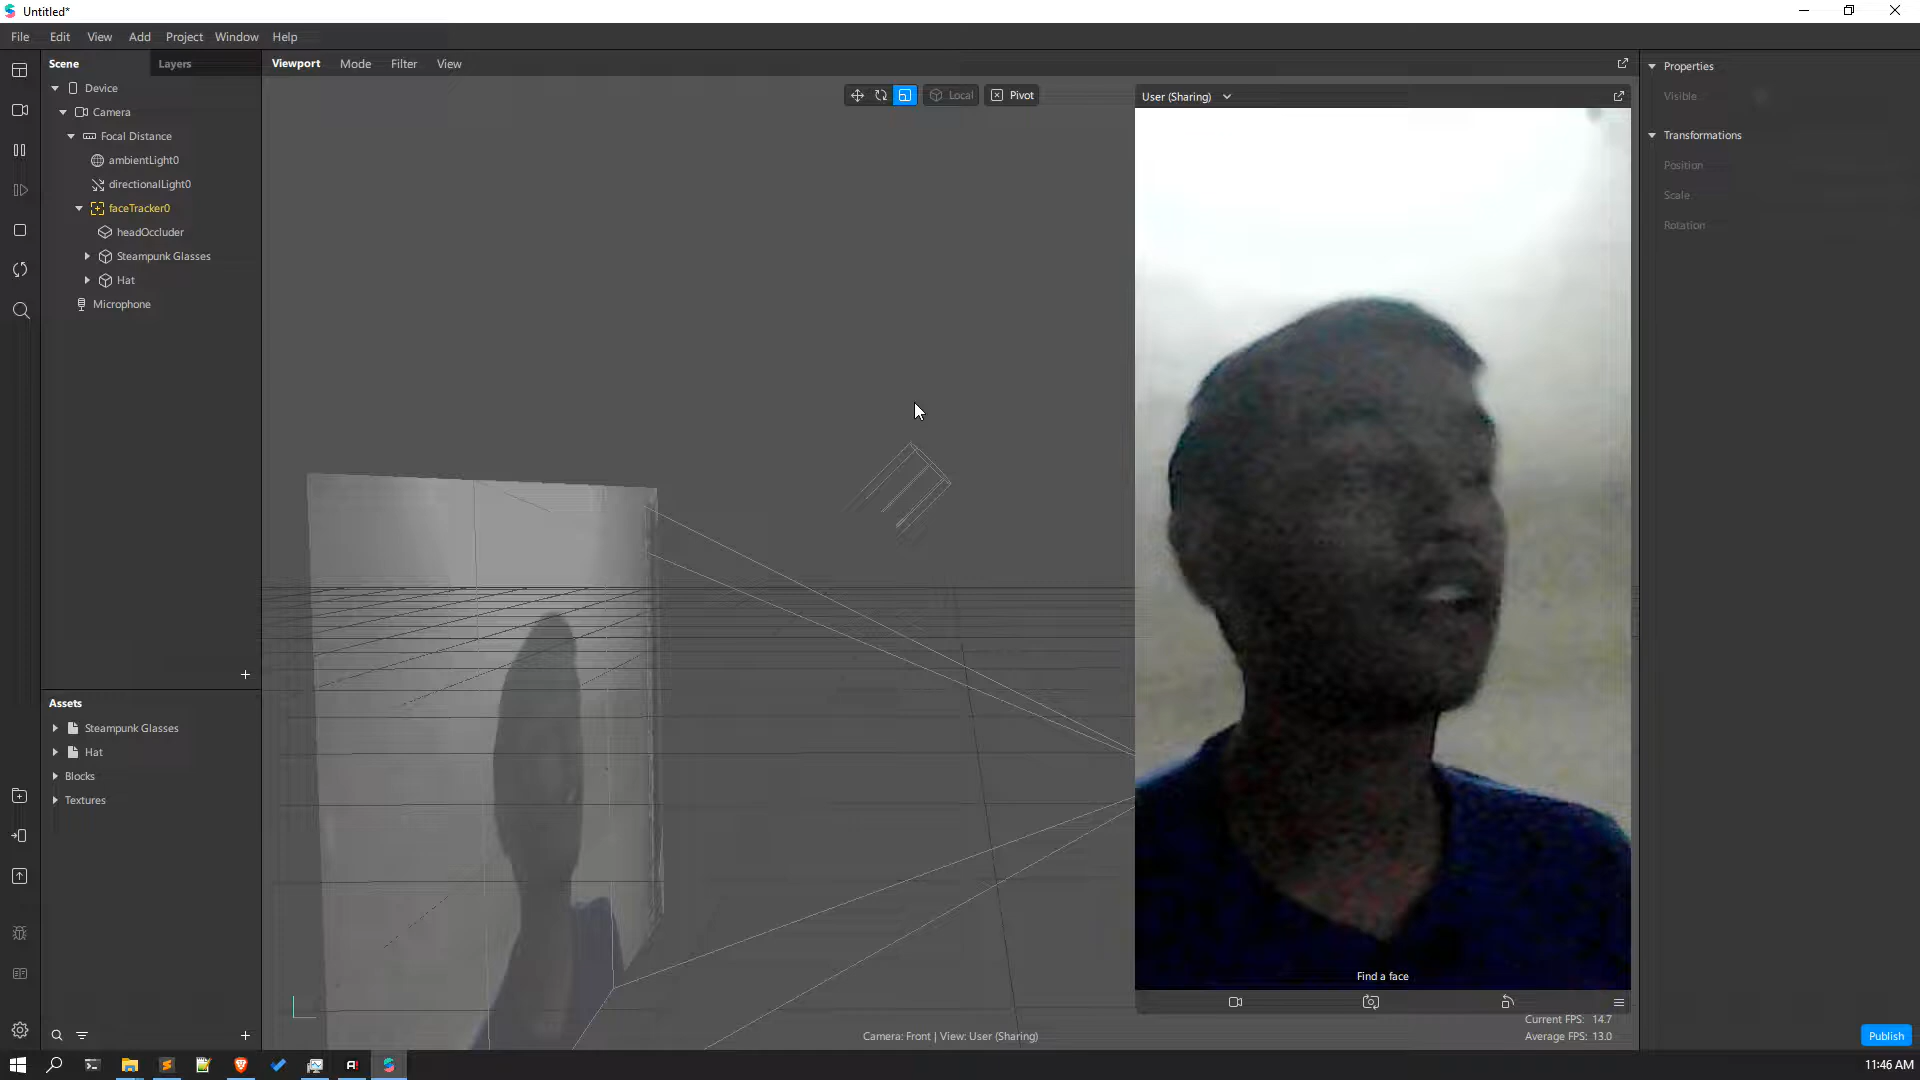 Untitled*
File Edit View Add Project Window Help
Scene Layers
Device
Camera
Focal Distance
ambientLight0
directionalLight0
faceTracker0
headOccluder
Steampunk Glasses
Hat
Microphone
Assets
Steampunk Glasses
Hat
Blocks
Textures
Viewport Mode Filter View
Local Pivot
User (Sharing)
Find a face
Current FPS: 14.7
Average FPS: 13.0
Camera: Front | View: User (Sharing)
Properties
Visible
Transformations
Position
Scale
Rotation
Publish
11:46 AM